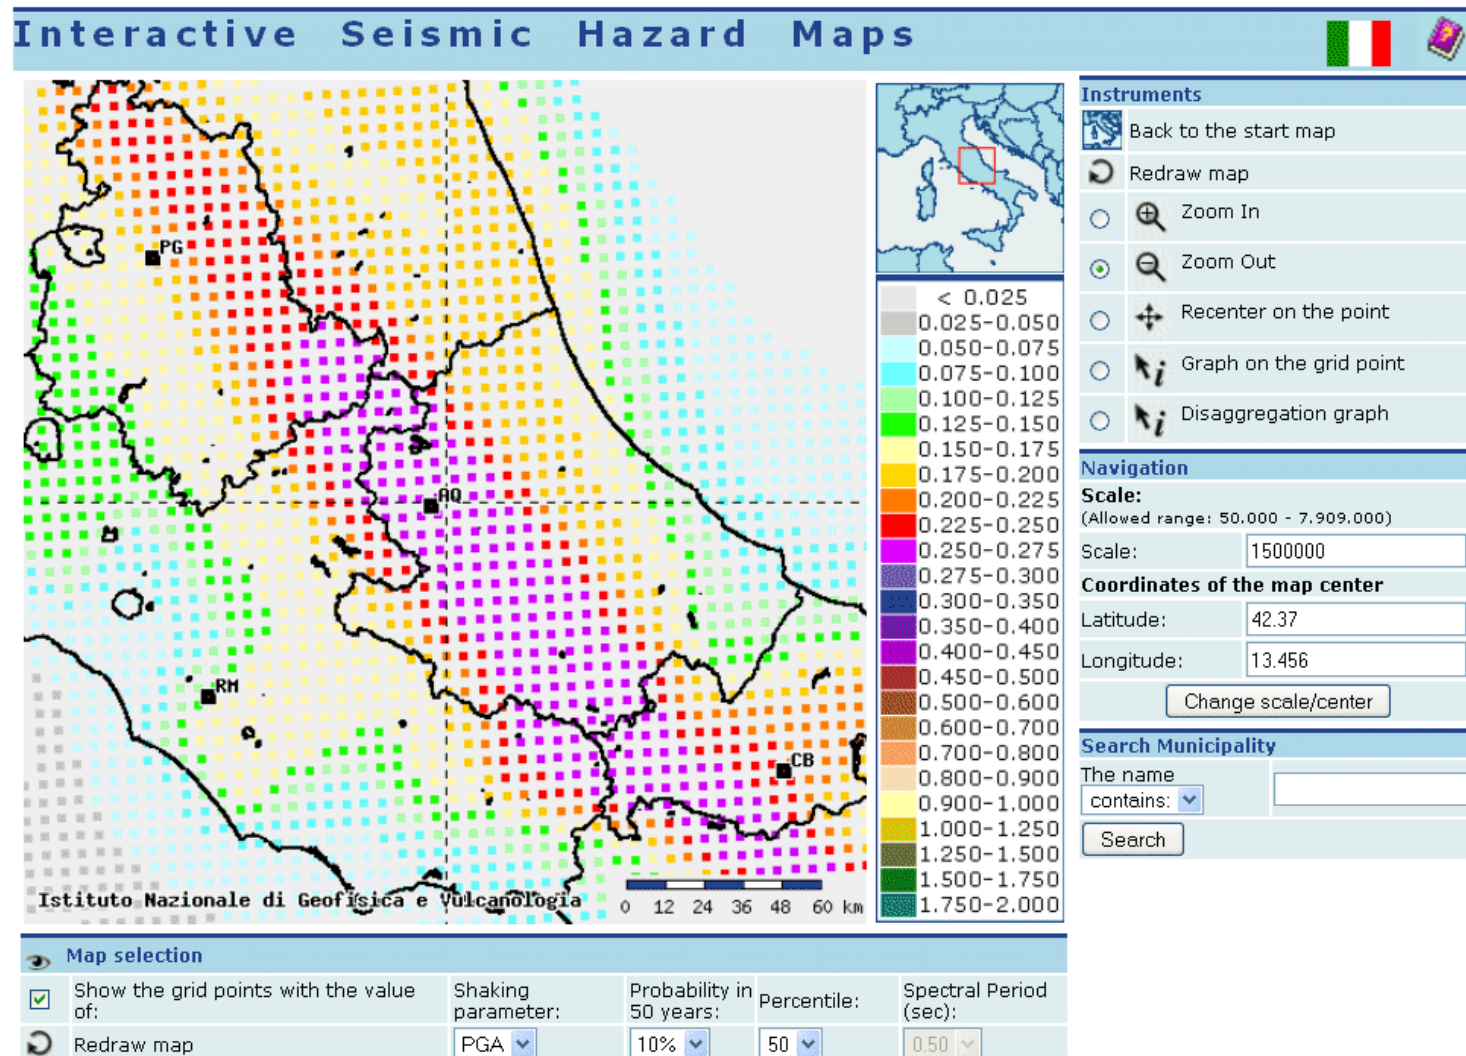 Interactive Seismic Hazard Maps
PG
AQ
RM
CB
Istituto Nazionale di Geofisica e Vulcanologia
0 12 24 36 48 60 km
< 0.025
0.025-0.050
0.050-0.075
0.075-0.100
0.100-0.125
0.125-0.150
0.150-0.175
0.175-0.200
0.200-0.225
0.225-0.250
0.250-0.275
0.275-0.300
0.300-0.350
0.350-0.400
0.400-0.450
0.450-0.500
0.500-0.600
0.600-0.700
0.700-0.800
0.800-0.900
0.900-1.000
1.000-1.250
1.250-1.500
1.500-1.750
1.750-2.000
Instruments
Back to the start map
Redraw map
Zoom In
Zoom Out
Recenter on the point
i Graph on the grid point
i Disaggregation graph
Navigation
Scale:
(Allowed range: 50.000 - 7.909.000)
Scale: 1500000
Coordinates of the map center
Latitude: 42.37
Longitude: 13.456
Change scale/center
Search Municipality
The name
contains:
Search
Map selection
Show the grid points with the value
of:
Shaking
parameter:
Probability in
50 years:
Percentile:
Spectral Period
(sec):
Redraw map PGA 10% 50 0.50